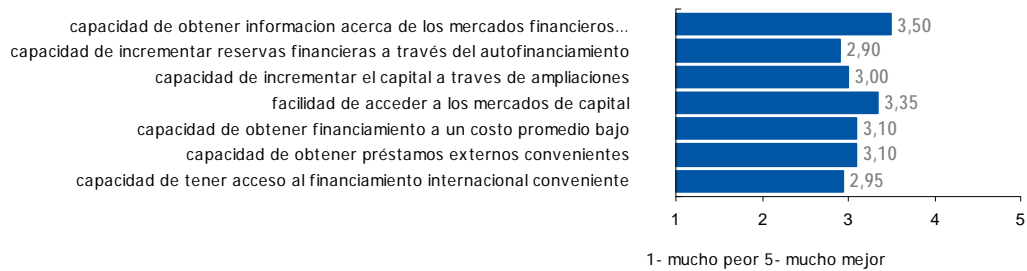 capacidad de obtener informacion acerca de los mercados financieros... 3,50
capacidad de incrementar reservas financieras a través del autofinanciamiento 2,90
capacidad de incrementar el capital a traves de ampliaciones 3,00
facilidad de acceder a los mercados de capital 3,35
capacidad de obtener financiamiento a un costo promedio bajo 3,10
capacidad de obtener préstamos externos convenientes 3,10
capacidad de tener acceso al financiamiento internacional conveniente 2,95
1 2 3 4 5
1- mucho peor 5- mucho mejor